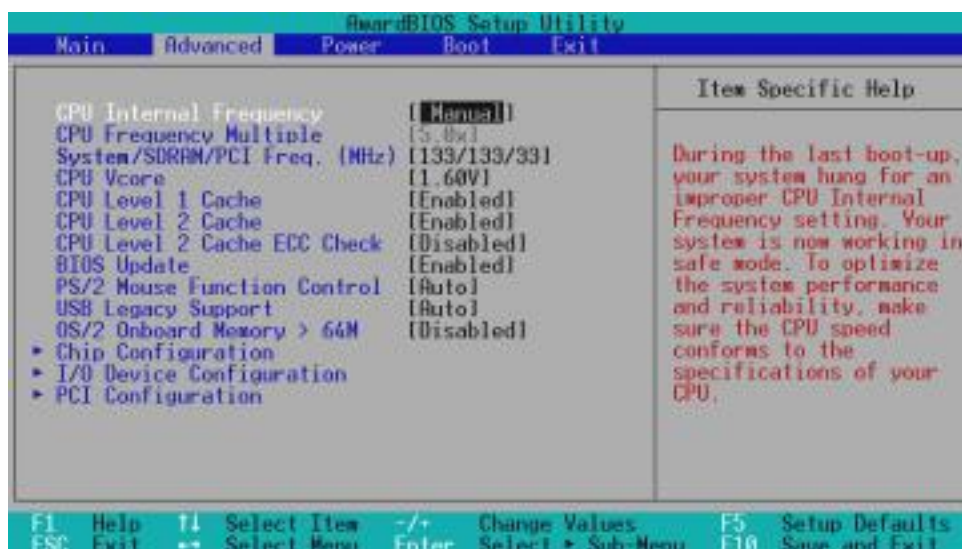 AwardBIOS Setup Utility
Main Advanced Power Boot Exit
Item Specific Help
CPU Internal Frequency [ Manual]
CPU Frequency Multiple [5.0x]
System/SDRAM/PCI Freq. (MHz) [133/133/33]
CPU Vcore [1.60V]
CPU Level 1 Cache [Enabled]
CPU Level 2 Cache [Enabled]
CPU Level 2 Cache ECC Check [Disabled]
BIOS Update [Enabled]
PS/2 Mouse Function Control [Auto]
USB Legacy Support [Auto]
OS/2 Onboard Memory > 64M [Disabled]
▸ Chip Configuration
▸ I/O Device Configuration
▸ PCI Configuration
During the last boot-up,
your system hung for an
improper CPU Internal
Frequency setting. Your
system is now working in
safe mode. To optimize
the system performance
and reliability, make
sure the CPU speed
conforms to the
specifications of your
CPU.
F1 Help ↑↓ Select Item -/+ Change Values F5 Setup Defaults
ESC Exit ↔ Select Menu Enter Select ▸ Sub-Menu F10 Save and Exit